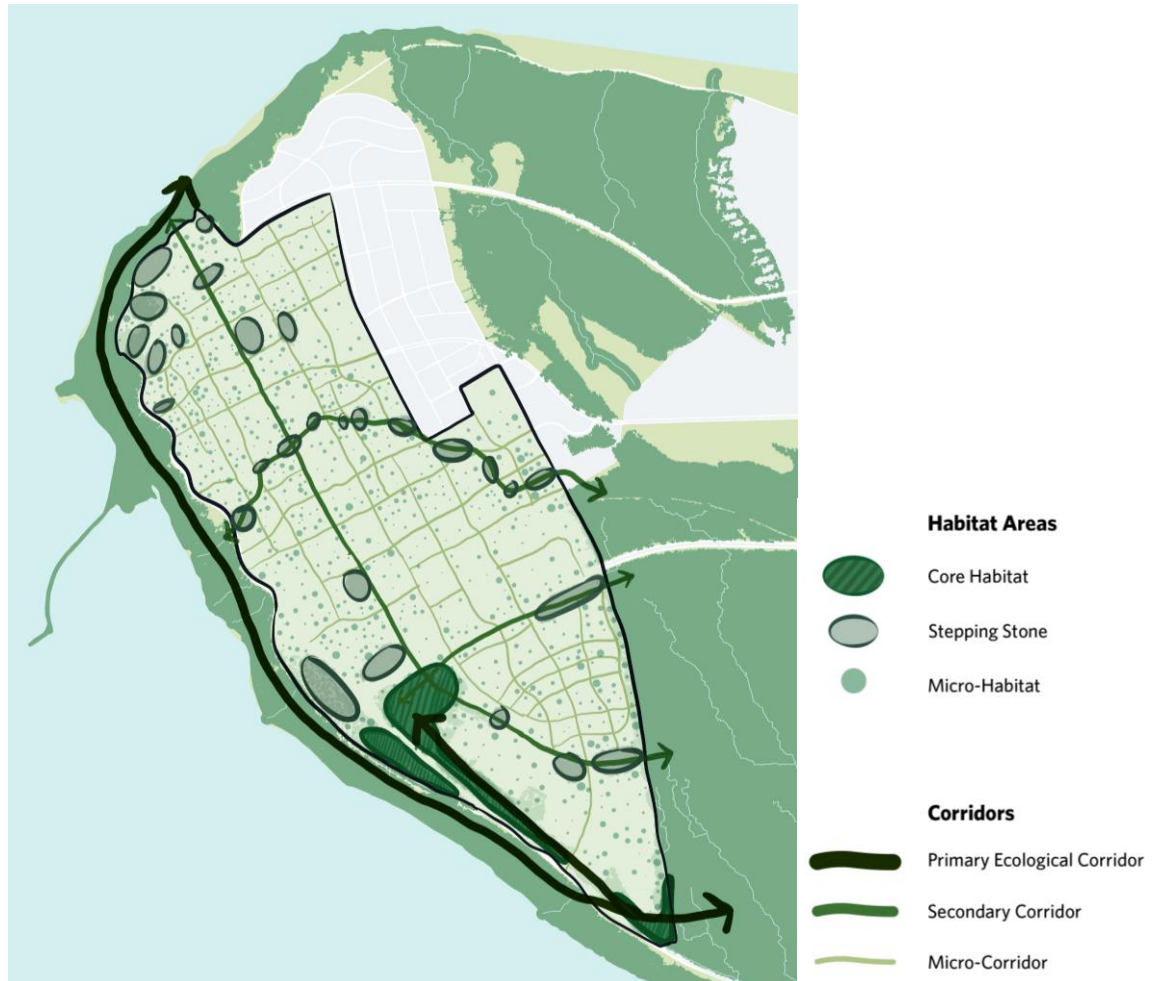 Habitat Areas
Core Habitat
Stepping Stone
Micro-Habitat
Corridors
Primary Ecological Corridor
Secondary Corridor
Micro-Corridor